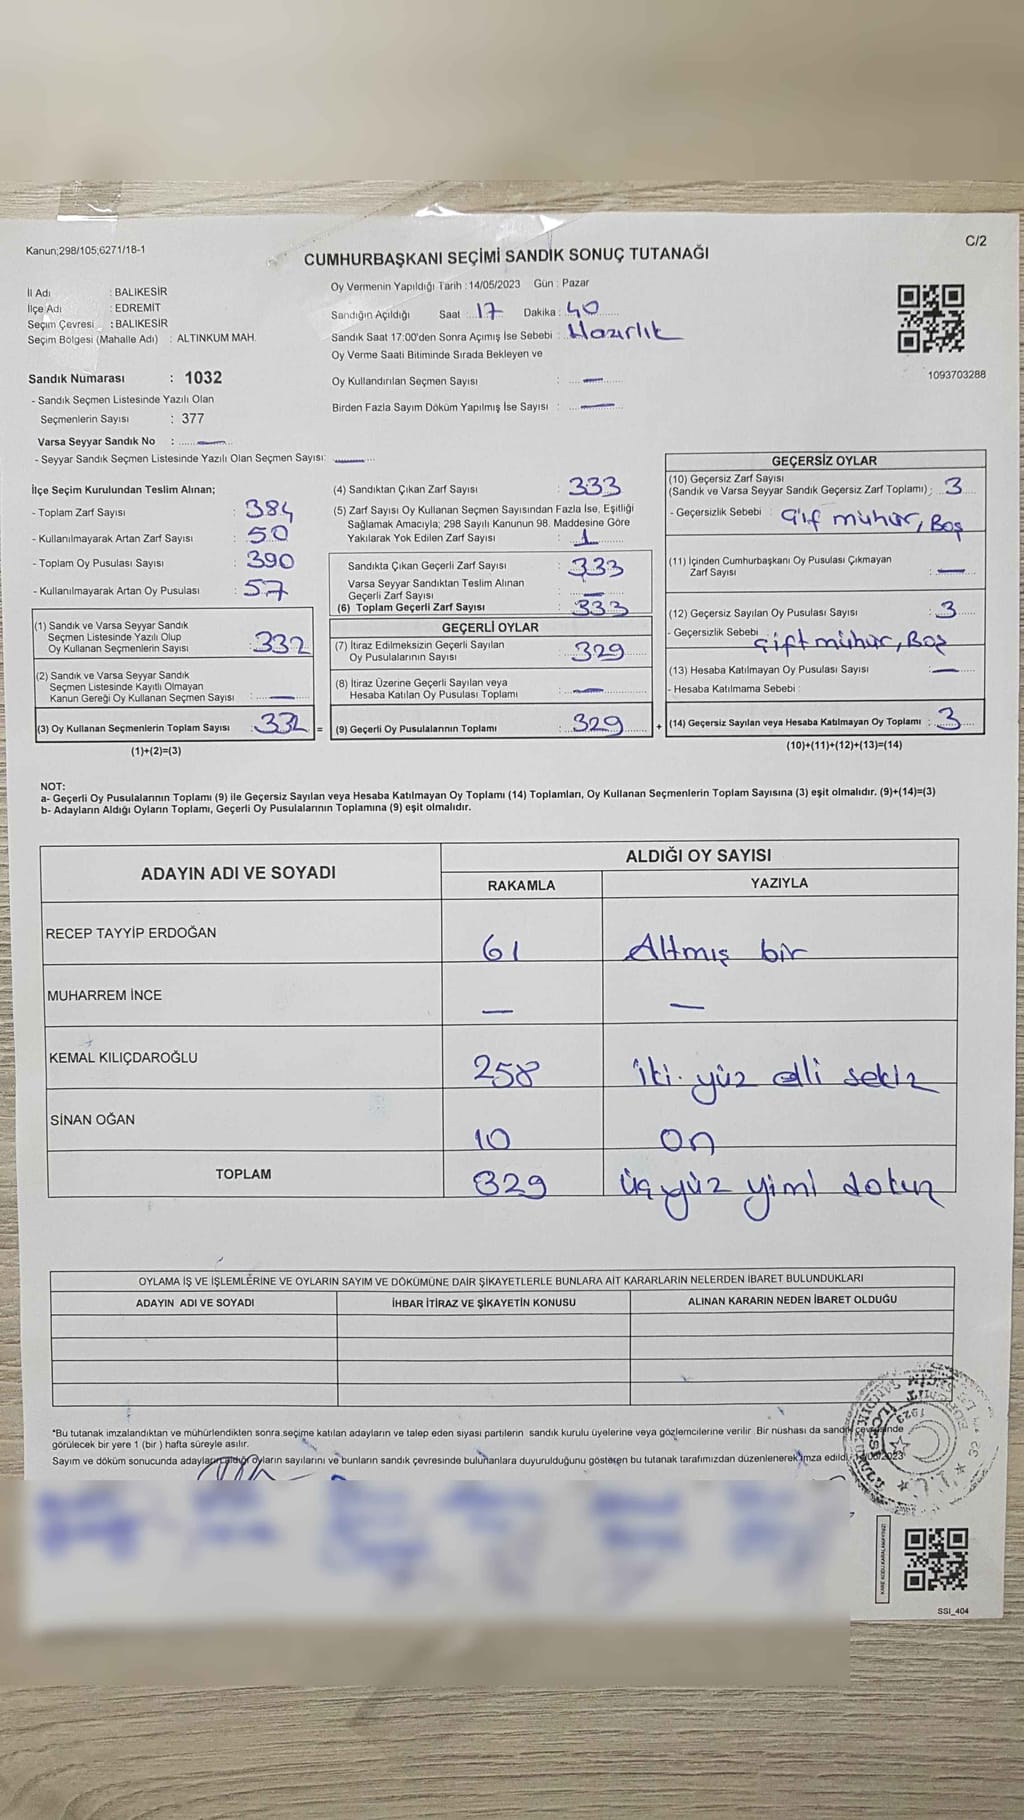 Kanun;298/105;6271/18-1
C/2
CUMHURBAŞKANI SEÇİMİ SANDIK SONUÇ TUTANAĞI
İl Adı : BALIKESİR
İlçe Adı : EDREMİT
Seçim Çevresi : BALIKESİR
Seçim Bölgesi (Mahalle Adı) : ALTINKUM MAH.
Sandık Numarası : 1032
- Sandık Seçmen Listesinde Yazılı Olan
Seçmenlerin Sayısı : 377
Varsa Seyyar Sandık No : —
- Seyyar Sandık Seçmen Listesinde Yazılı Olan Seçmen Sayısı: —
Oy Vermenin Yapıldığı Tarih : 14/05/2023 Gün : Pazar
Sandığın Açıldığı Saat : 17 Dakika : 40
Sandık Saat 17:00'den Sonra Açımış İse Sebebi : Hazırlık
Oy Verme Saati Bitiminde Sırada Bekleyen ve
Oy Kullandırılan Seçmen Sayısı : —
Birden Fazla Sayım Döküm Yapılmış İse Sayısı : —
1093703288
İlçe Seçim Kurulundan Teslim Alınan;
- Toplam Zarf Sayısı : 384
- Kullanılmayarak Artan Zarf Sayısı : 50
- Toplam Oy Pusulası Sayısı : 390
- Kullanılmayarak Artan Oy Pusulası : 57
(1) Sandık ve Varsa Seyyar Sandık
Seçmen Listesinde Yazılı Olup
Oy Kullanan Seçmenlerin Sayısı : 332
(2) Sandık ve Varsa Seyyar Sandık
Seçmen Listesinde Kayıtlı Olmayan
Kanun Gereği Oy Kullanan Seçmen Sayısı : —
(3) Oy Kullanan Seçmenlerin Toplam Sayısı : 332 =
(1)+(2)=(3)
(4) Sandıktan Çıkan Zarf Sayısı : 333
(5) Zarf Sayısı Oy Kullanan Seçmen Sayısından Fazla İse, Eşitliği
Sağlamak Amacıyla; 298 Sayılı Kanunun 98. Maddesine Göre
Yakılarak Yok Edilen Zarf Sayısı : 1
Sandıkta Çıkan Geçerli Zarf Sayısı : 333
Varsa Seyyar Sandıktan Teslim Alınan
Geçerli Zarf Sayısı : —
(6) Toplam Geçerli Zarf Sayısı : 333
GEÇERLİ OYLAR
(7) İtiraz Edilmeksizin Geçerli Sayılan
Oy Pusulalarının Sayısı : 329
(8) İtiraz Üzerine Geçerli Sayılan veya
Hesaba Katılan Oy Pusulası Toplamı : —
(9) Geçerli Oy Pusulalarının Toplamı : 329 +
GEÇERSİZ OYLAR
(10) Geçersiz Zarf Sayısı
(Sandık ve Varsa Seyyar Sandık Geçersiz Zarf Toplamı) : 3
- Geçersizlik Sebebi : Çif mühür, Boş
(11) İçinden Cumhurbaşkanı Oy Pusulası Çıkmayan
Zarf Sayısı : —
(12) Geçersiz Sayılan Oy Pusulası Sayısı : 3
- Geçersizlik Sebebi : Çift mühür, Boş
(13) Hesaba Katılmayan Oy Pusulası Sayısı : —
- Hesaba Katılmama Sebebi :
(14) Geçersiz Sayılan veya Hesaba Katılmayan Oy Toplamı : 3
(10)+(11)+(12)+(13)=(14)
NOT:
a- Geçerli Oy Pusulalarının Toplamı (9) ile Geçersiz Sayılan veya Hesaba Katılmayan Oy Toplamı (14) Toplamları, Oy Kullanan Seçmenlerin Toplam Sayısına (3) eşit olmalıdır. (9)+(14)=(3)
b- Adayların Aldığı Oyların Toplamı, Geçerli Oy Pusulalarının Toplamına (9) eşit olmalıdır.
ADAYIN ADI VE SOYADI
ALDIĞI OY SAYISI
RAKAMLA YAZIYLA
RECEP TAYYİP ERDOĞAN 61 Altmış bir
MUHARREM İNCE — —
KEMAL KILIÇDAROĞLU 258 iki yüz elli sekiz
SİNAN OĞAN 10 on
TOPLAM 329 üçyüz yimi dokuz
OYLAMA İŞ VE İŞLEMLERİNE VE OYLARIN SAYIM VE DÖKÜMÜNE DAİR ŞİKAYETLERLE BUNLARA AİT KARARLARIN NELERDEN İBARET BULUNDUKLARI
ADAYIN ADI VE SOYADI İHBAR İTİRAZ VE ŞİKAYETİN KONUSU ALINAN KARARIN NEDEN İBARET OLDUĞU
*Bu tutanak imzalandıktan ve mühürlendikten sonra seçime katılan adayların ve talep eden siyasi partilerin sandık kurulu üyelerine veya gözlemcilerine verilir. Bir nüshası da sandık çevresinde
görülecek bir yere 1 (bir ) hafta süreyle asılır.
Sayım ve döküm sonucunda adayların aldığı oyların sayılarını ve bunların sandık çevresinde bulunanlara duyurulduğunu gösteren bu tutanak tarafımızdan düzenlenerek imza edildi.
SSI_404